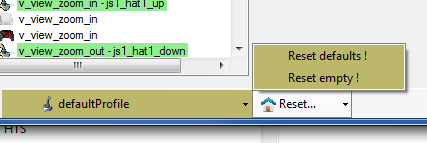 v_view_zoom_in - js1_hat1_up
v_view_zoom_in
v_view_zoom_in
v_view_zoom_out - js1_hat1_down
Reset defaults !
Reset empty !
defaultProfile
Reset...
HTS